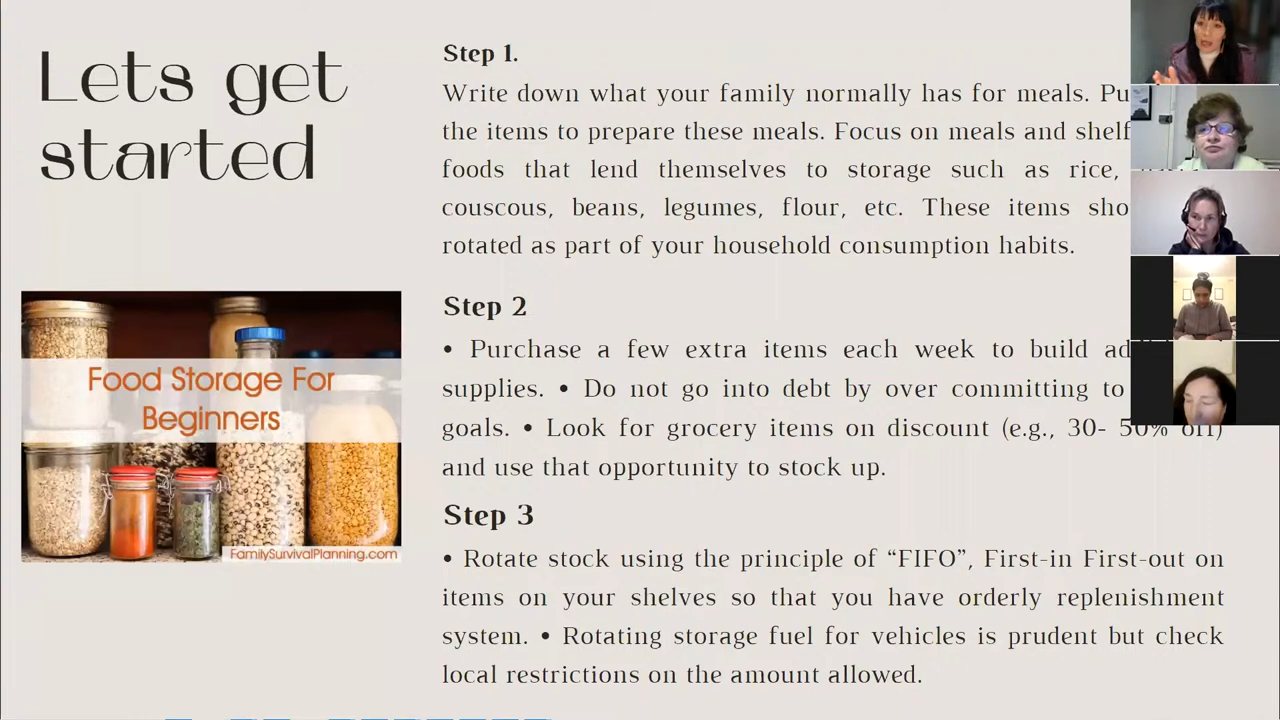 Lets get
started
Food Storage For
Beginners
FamilySurvivalPlanning.com
Step 1.
Write down what your family normally has for meals.
the items to prepare these meals. Focus on meals and
foods that lend themselves to storage such as rice,
couscous, beans, legumes, flour, etc. These items
rotated as part of your household consumption habits.
Step 2
• Purchase a few extra items each week to build
supplies. • Do not go into debt by over committing to
goals. • Look for grocery items on discount (e.g., 30- 50% off)
and use that opportunity to stock up.
Step 3
• Rotate stock using the principle of “FIFO”, First-in First-out on
items on your shelves so that you have orderly replenishment
system. • Rotating storage fuel for vehicles is prudent but check
local restrictions on the amount allowed.